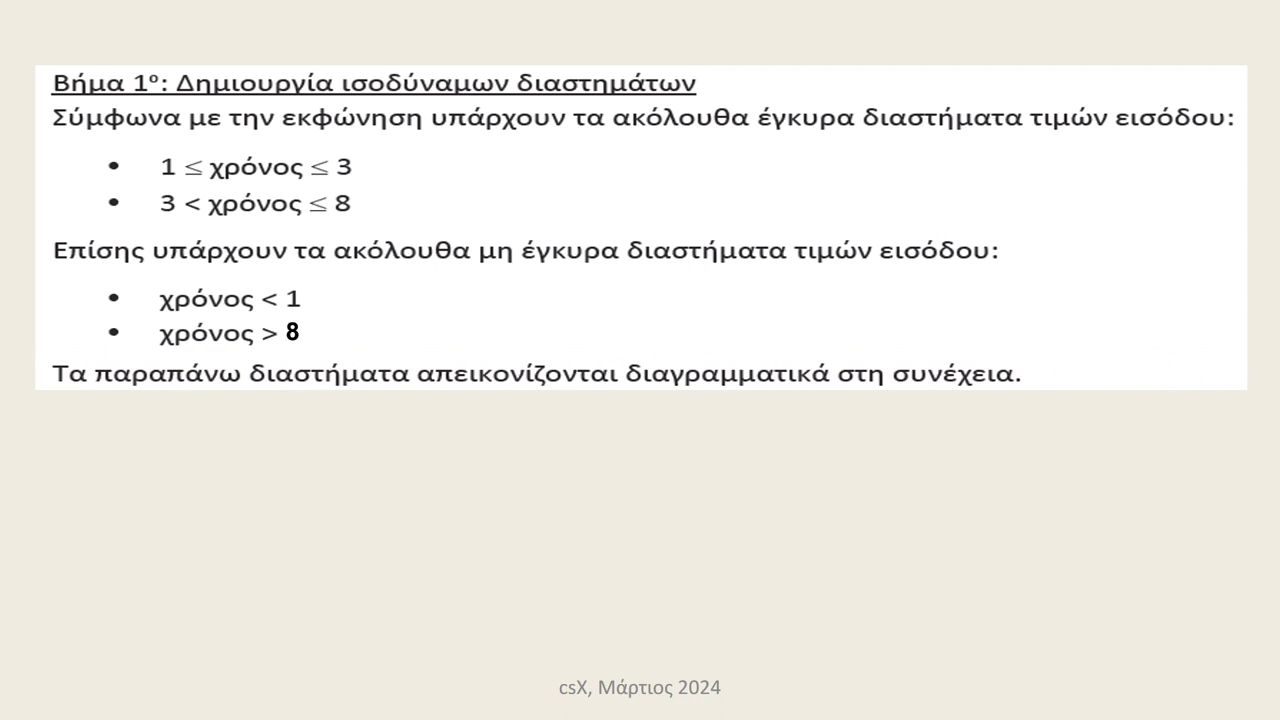 Βήμα 1º: Δημιουργία ισοδύναμων διαστημάτων
Σύμφωνα με την εκφώνηση υπάρχουν τα ακόλουθα έγκυρα διαστήματα τιμών εισόδου:
• 1 ≤ χρόνος ≤ 3
• 3 < χρόνος ≤ 8
Επίσης υπάρχουν τα ακόλουθα μη έγκυρα διαστήματα τιμών εισόδου:
• χρόνος < 1
• χρόνος > 8
Τα παραπάνω διαστήματα απεικονίζονται διαγραμματικά στη συνέχεια.
csX, Μάρτιος 2024